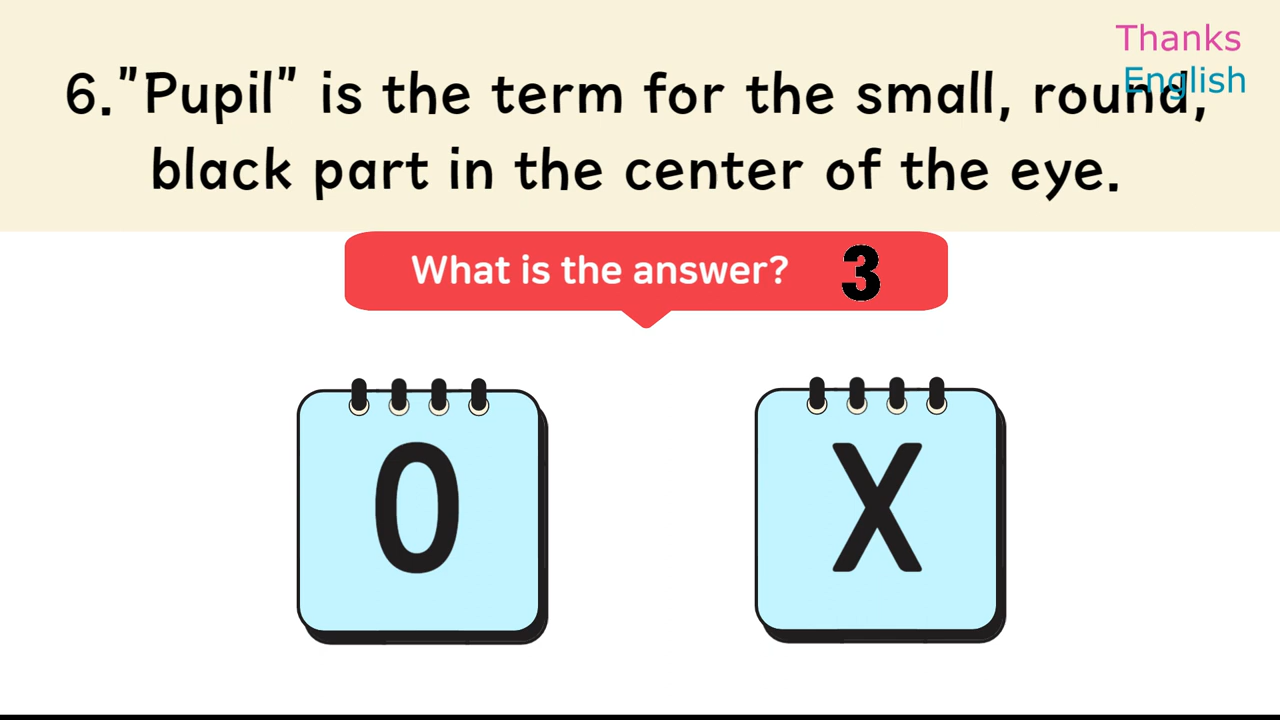 Thanks
English
6."Pupil" is the term for the small, round,
black part in the center of the eye.
What is the answer? 3
O X